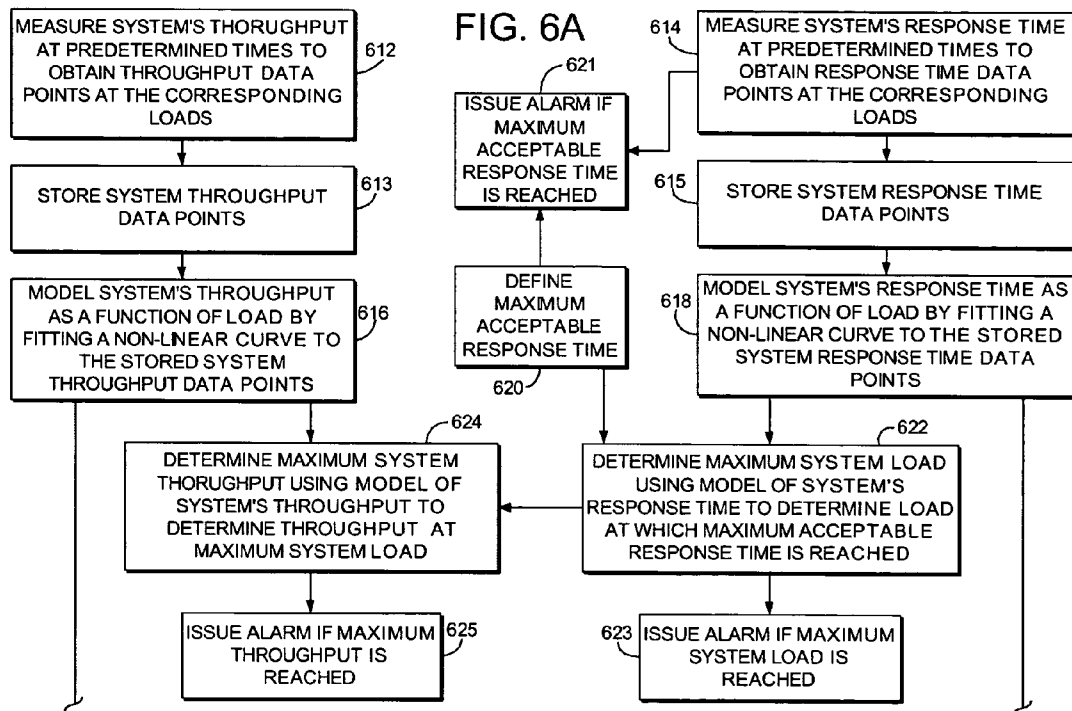 FIG. 6A
MEASURE SYSTEM'S THORUGHPUT
AT PREDETERMINED TIMES TO
OBTAIN THROUGHPUT DATA
POINTS AT THE CORRESPONDING
LOADS
612
STORE SYSTEM THROUGHPUT
DATA POINTS
613
MODEL SYSTEM'S THROUGHPUT
AS A FUNCTION OF LOAD BY
FITTING A NON-LINEAR CURVE TO
THE STORED SYSTEM
THROUGHPUT DATA POINTS
616
621
ISSUE ALARM IF
MAXIMUM
ACCEPTABLE
RESPONSE TIME
IS REACHED
DEFINE
MAXIMUM
ACCEPTABLE
RESPONSE TIME
620
614
MEASURE SYSTEM'S RESPONSE TIME
AT PREDETERMINED TIMES TO
OBTAIN RESPONSE TIME DATA
POINTS AT THE CORRESPONDING
LOADS
615
STORE SYSTEM RESPONSE TIME
DATA POINTS
618
MODEL SYSTEM'S RESPONSE TIME AS
A FUNCTION OF LOAD BY FITTING A
NON-LINEAR CURVE TO THE STORED
SYSTEM RESPONSE TIME DATA
POINTS
624
DETERMINE MAXIMUM SYSTEM
THORUGHPUT USING MODEL OF
SYSTEM'S THROUGHPUT TO
DETERMINE THROUGHPUT AT
MAXIMUM SYSTEM LOAD
622
DETERMINE MAXIMUM SYSTEM LOAD
USING MODEL OF SYSTEM'S
RESPONSE TIME TO DETERMINE LOAD
AT WHICH MAXIMUM ACCEPTABLE
RESPONSE TIME IS REACHED
ISSUE ALARM IF MAXIMUM
THROUGHPUT IS
REACHED
625
623
ISSUE ALARM IF MAXIMUM
SYSTEM LOAD IS
REACHED